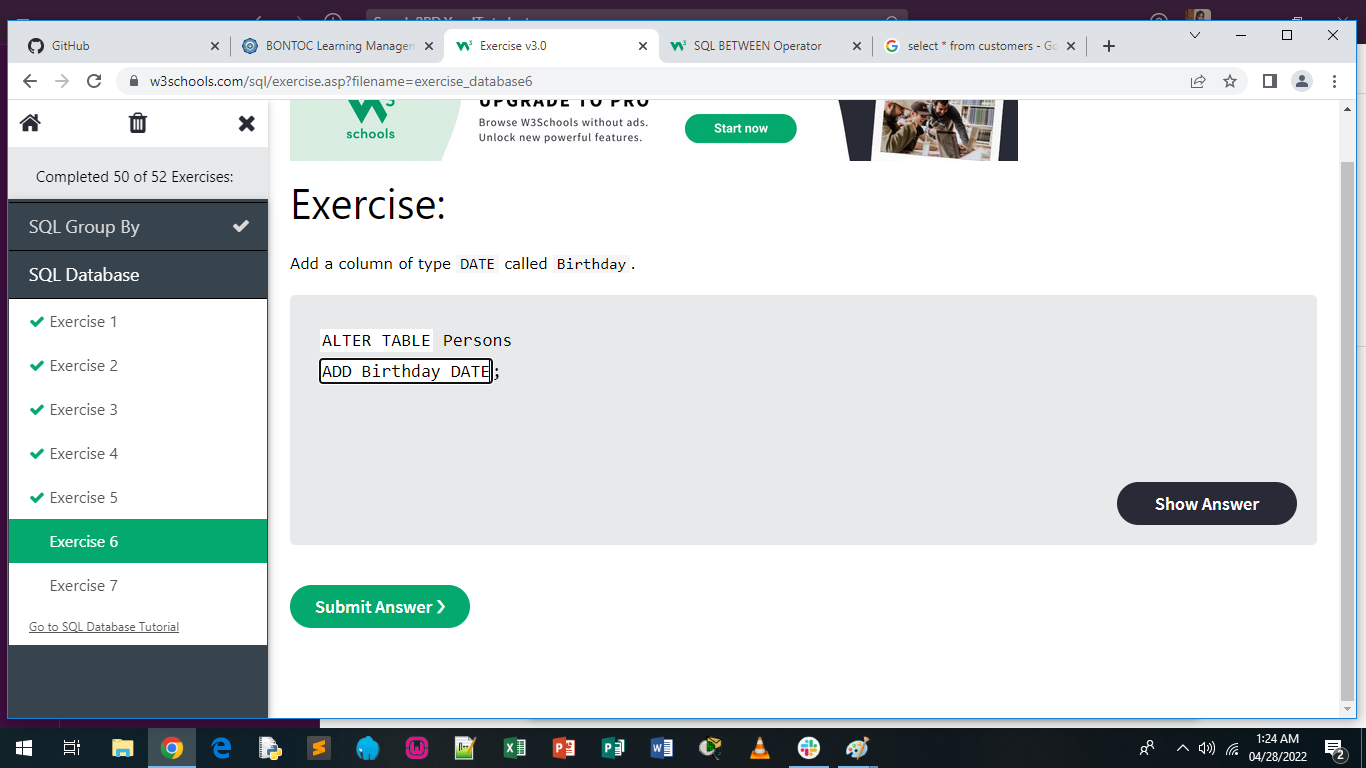 GitHub
BONTOC Learning Managem
Exercise v3.0
SQL BETWEEN Operator
select * from customers - Go
w3schools.com/sql/exercise.asp?filename=exercise_database6
3
schools
UPGRADE TO PRO
Browse W3Schools without ads.
Unlock new powerful features.
Start now
Completed 50 of 52 Exercises:
SQL Group By
SQL Database
Exercise 1
Exercise 2
Exercise 3
Exercise 4
Exercise 5
Exercise 6
Exercise 7
Go to SQL Database Tutorial
Exercise:
Add a column of type DATE called Birthday.
ALTER TABLE Persons
ADD Birthday DATE;
Show Answer
Submit Answer ❯
1:24 AM
04/28/2022
2